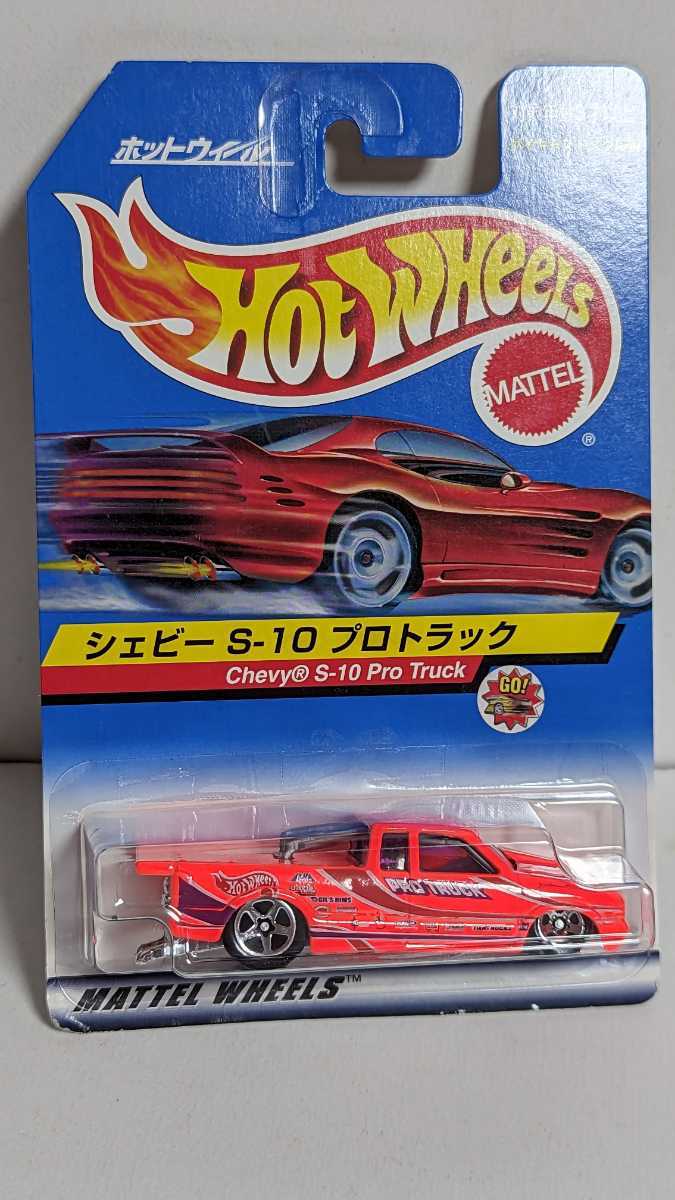 ホットウィール
HOT WHEELS
MATTEL
®
シェビー S-10 プロトラック
Chevy® S-10 Pro Truck
GO!
HOT WHEELS
PRO TRUCK
MATTEL WHEELS™